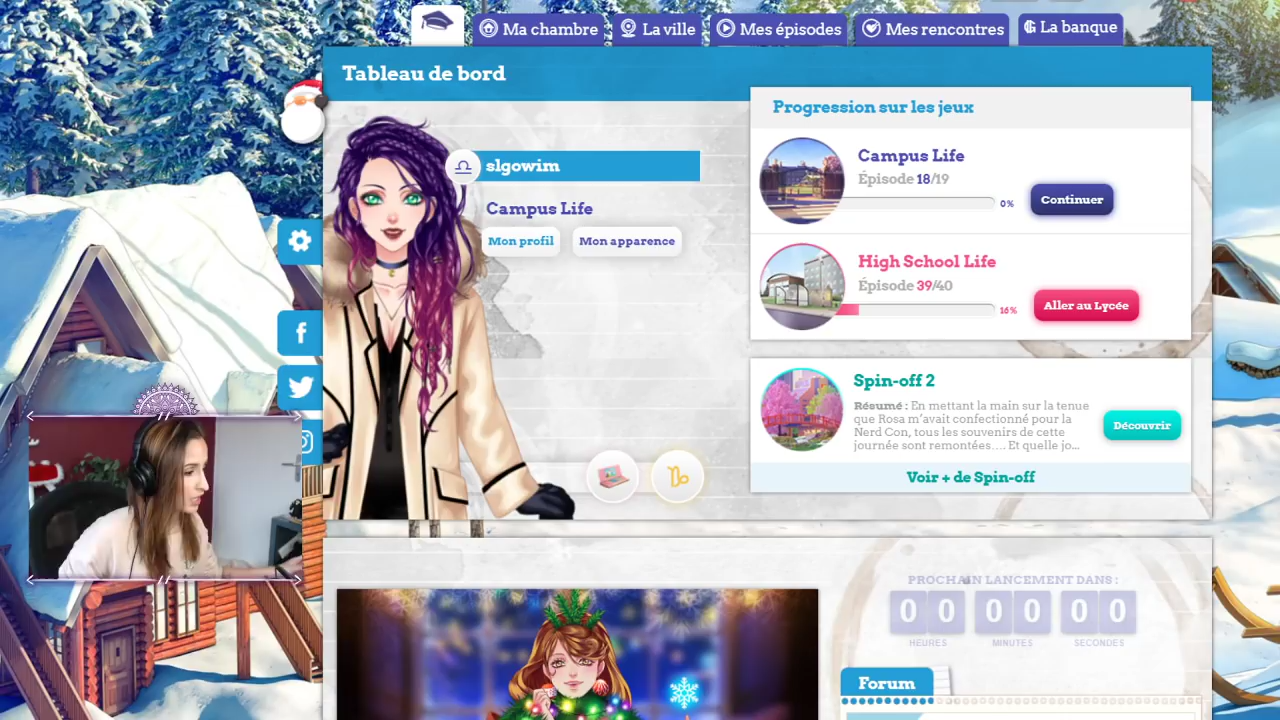 Ma chambre
La ville
Mes épisodes
Mes rencontres
La banque
Tableau de bord
slgowim
Campus Life
Mon profil
Mon apparence
Progression sur les jeux
Campus Life
Épisode 18/19
0%
Continuer
High School Life
Épisode 39/40
16%
Aller au Lycée
Spin-off 2
Résumé : En mettant la main sur la tenue
que Rosa m’avait confectionné pour la
Nerd Con, tous les souvenirs de cette
journée sont remontées…. Et quelle jo...
Découvrir
Voir + de Spin-off
PROCHAIN LANCEMENT DANS :
0 0 0 0 0 0
HEURES MINUTES SECONDES
Forum